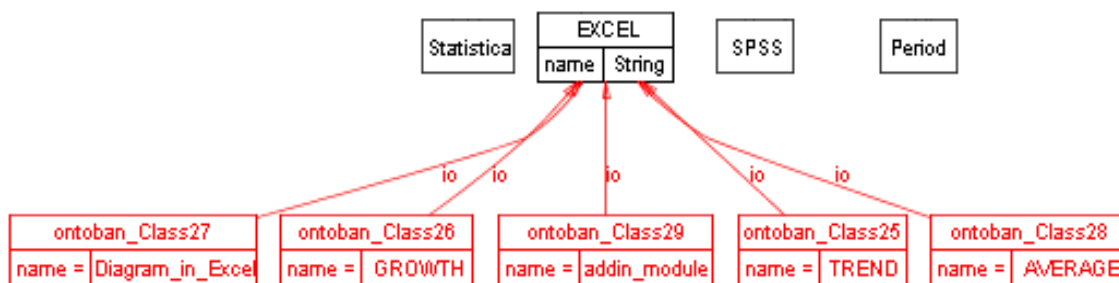 Statistica
EXCEL
name String
SPSS
Period
io io io io io
ontoban_Class27
name = Diagram_in_Excel
ontoban_Class26
name = GROWTH
ontoban_Class29
name = addin_module
ontoban_Class25
name = TREND
ontoban_Class28
name = AVERAGE